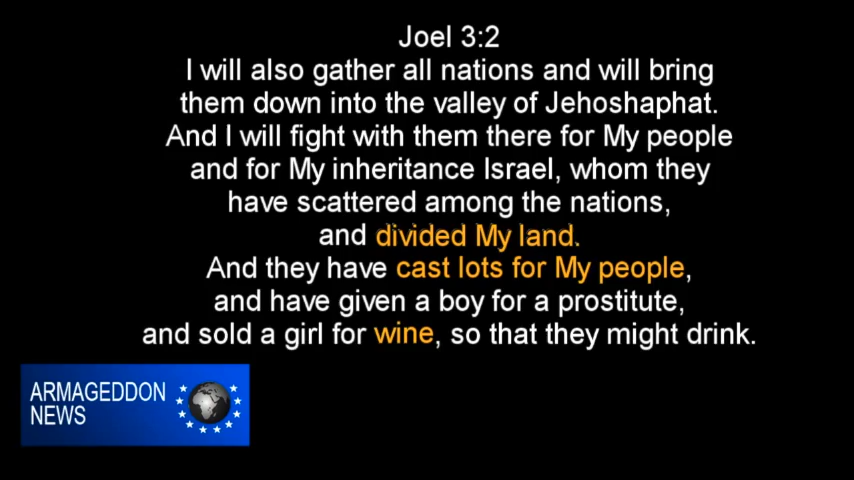 Joel 3:2
I will also gather all nations and will bring
them down into the valley of Jehoshaphat.
And I will fight with them there for My people
and for My inheritance Israel, whom they
have scattered among the nations,
and divided My land.
And they have cast lots for My people,
and have given a boy for a prostitute,
and sold a girl for wine, so that they might drink.
ARMAGEDDON
NEWS